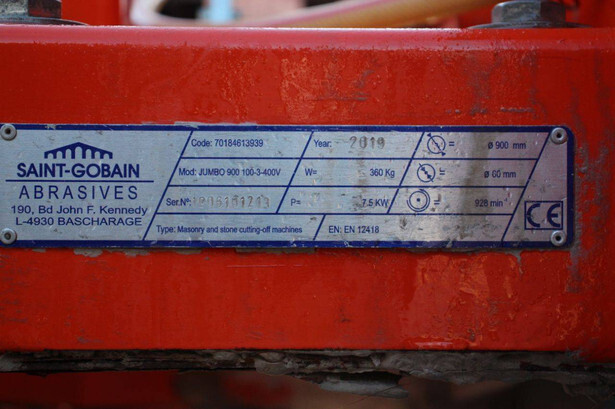 SAINT-GOBAIN
ABRASIVES
190, Bd John F. Kennedy
L-4930 BASCHARAGE
Code: 70184613939
Year: 2019
ø 900 mm
Mod: JUMBO 900 100-3-400V
W= 360 Kg
ø 60 mm
Ser.Nº:
P= 7.5 KW
928 min
Type: Masonry and stone cutting-off machines
EN: EN 12418
CE